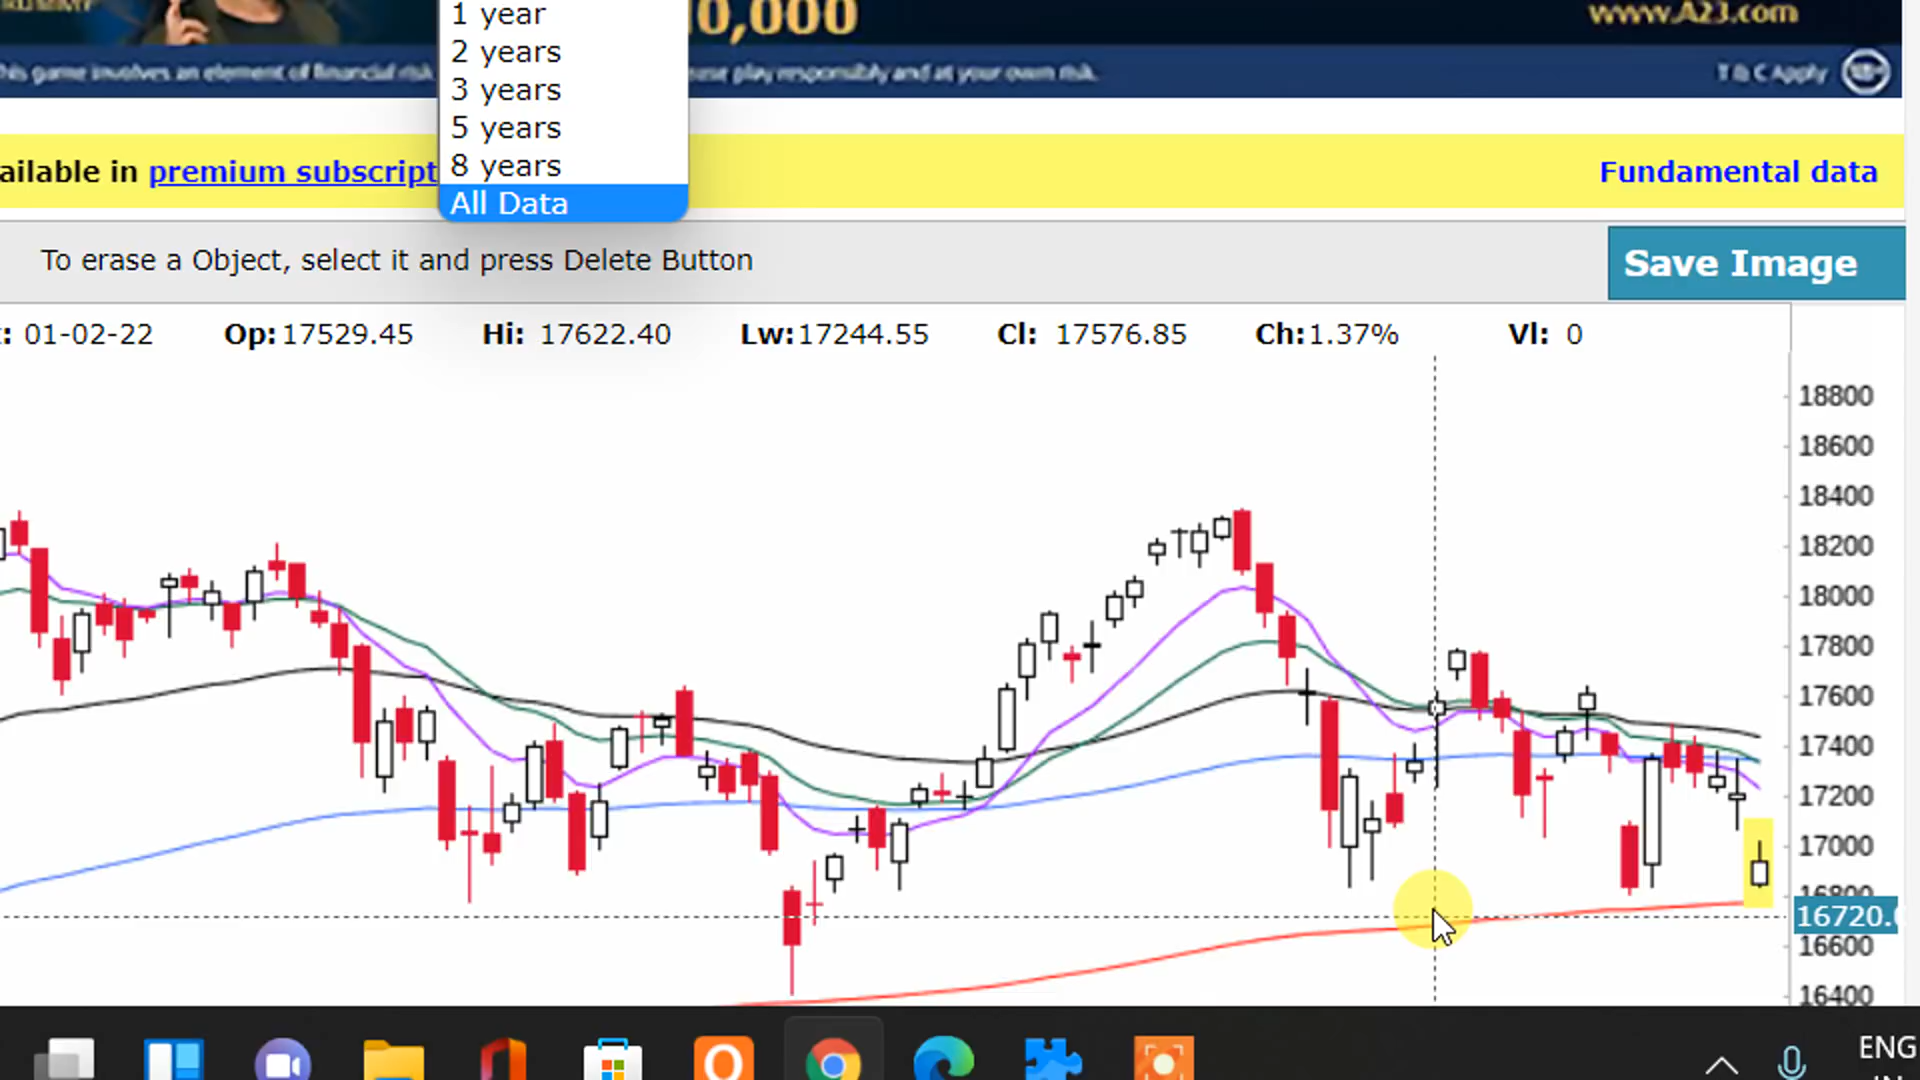 1 year
0,000
www.A23.com
2 years
This game involves an element of financial risk
ease play responsibly and at your own risk.
T & C Apply
18+
3 years
5 years
8 years
All Data
ailable in premium subscript
Fundamental data
To erase a Object, select it and press Delete Button
Save Image
: 01-02-22 Op:17529.45 Hi: 17622.40 Lw:17244.55 Cl: 17576.85 Ch:1.37% Vl: 0
18800
18600
18400
18200
18000
17800
17600
17400
17200
17000
16800
16720.
16600
16400
ENG